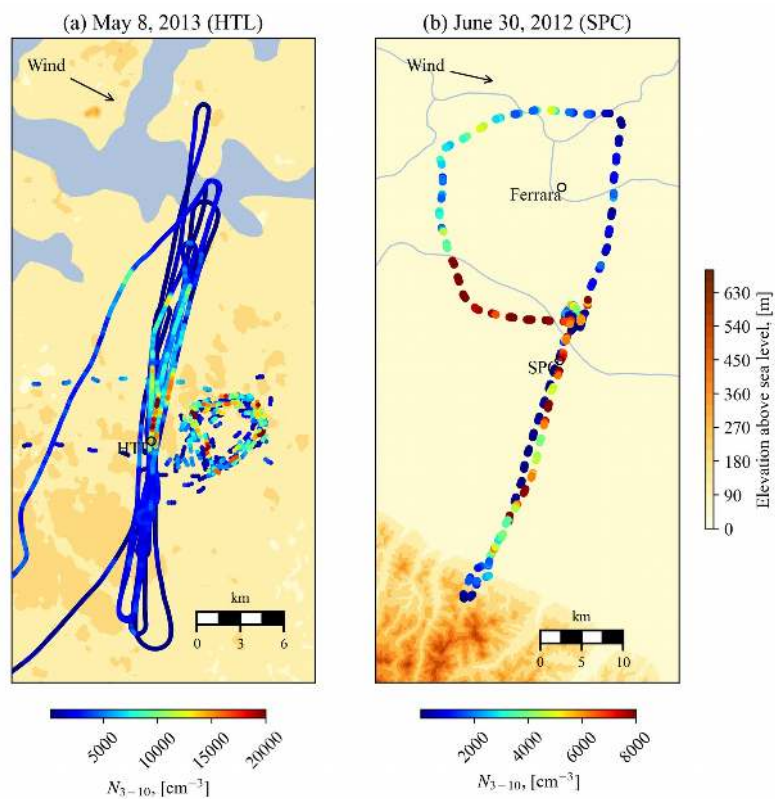 (a) May 8, 2013 (HTL)
Wind
HTL
km
0 3 6
5000 10000 15000 20000
N₃₋₁₀, [cm⁻³]
(b) June 30, 2012 (SPC)
Wind
Ferrara
SPC
km
0 5 10
2000 4000 6000 8000
N₃₋₁₀, [cm⁻³]
630
540
450
360
270
180
90
0
Elevation above sea level, [m]